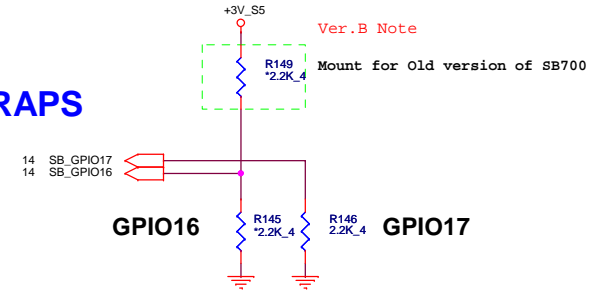 +3V_S5
Ver.B Note
R149
*2.2K_4
Mount for Old version of SB700
RAPS
14 SB_GPIO17
14 SB_GPIO16
GPIO16
R145
*2.2K_4
R146
2.2K_4
GPIO17